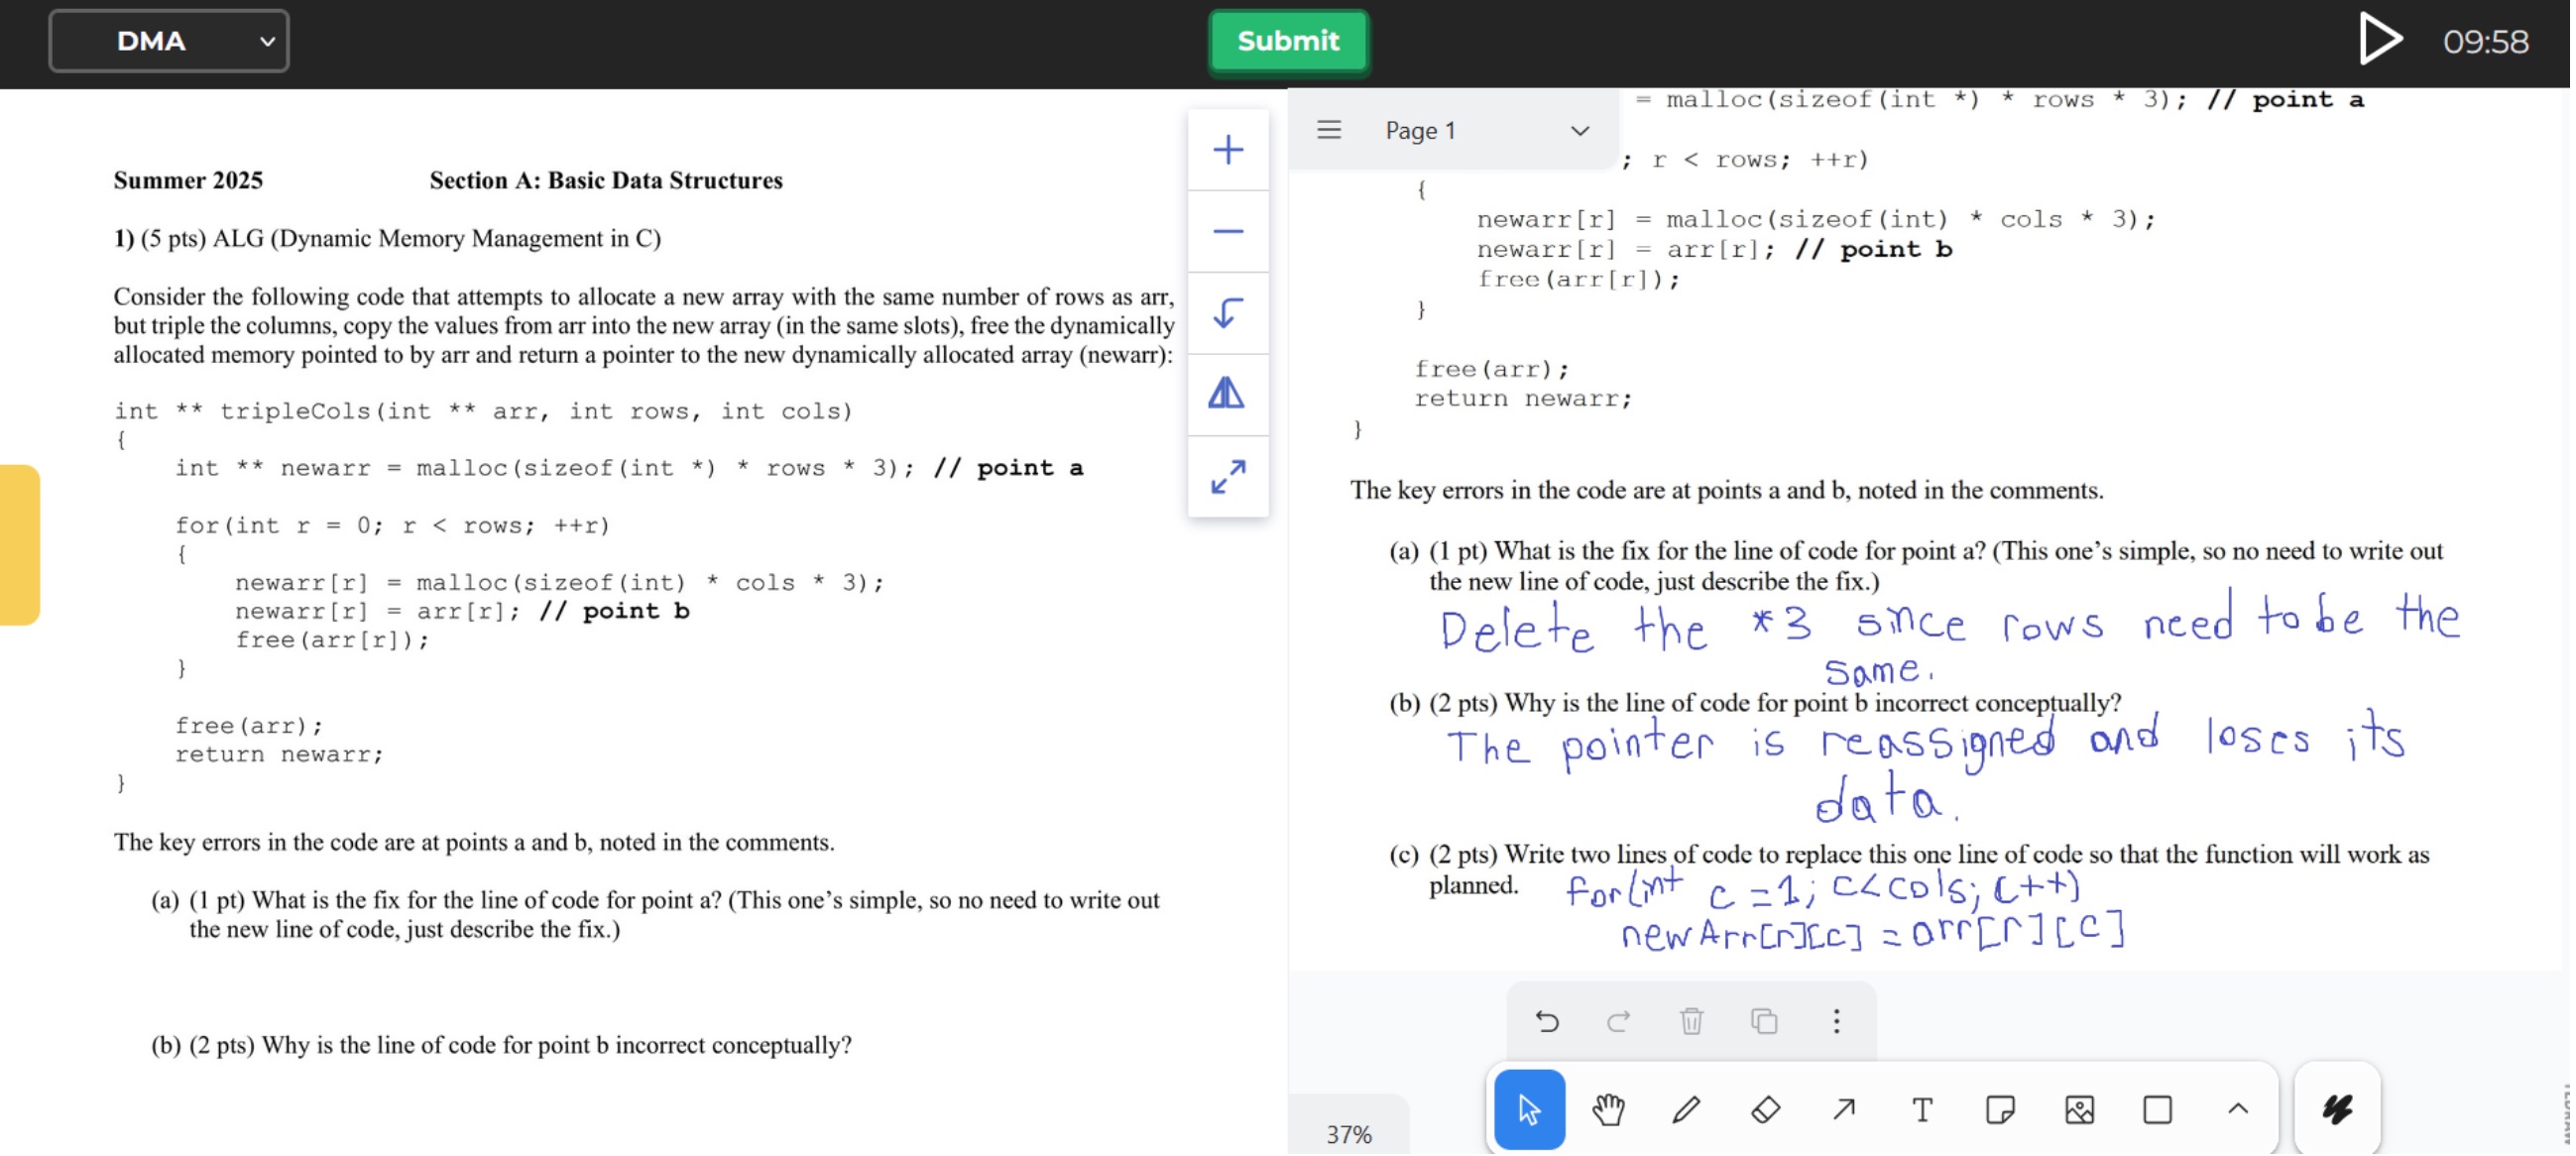 DMA
Submit
09:58
Summer 2025 Section A: Basic Data Structures
1) (5 pts) ALG (Dynamic Memory Management in C)
Consider the following code that attempts to allocate a new array with the same number of rows as arr,
but triple the columns, copy the values from arr into the new array (in the same slots), free the dynamically
allocated memory pointed to by arr and return a pointer to the new dynamically allocated array (newarr):
int ** tripleCols(int ** arr, int rows, int cols)
{
int ** newarr = malloc(sizeof(int *) * rows * 3); // point a
for(int r = 0; r < rows; ++r)
{
newarr[r] = malloc(sizeof(int) * cols * 3);
newarr[r] = arr[r]; // point b
free(arr[r]);
}
free(arr);
return newarr;
}
The key errors in the code are at points a and b, noted in the comments.
(a) (1 pt) What is the fix for the line of code for point a? (This one's simple, so no need to write out
the new line of code, just describe the fix.)
(b) (2 pts) Why is the line of code for point b incorrect conceptually?
Page 1
= malloc(sizeof(int *) * rows * 3); // point a
; r < rows; ++r)
{
newarr[r] = malloc(sizeof(int) * cols * 3);
newarr[r] = arr[r]; // point b
free(arr[r]);
}
free(arr);
return newarr;
}
The key errors in the code are at points a and b, noted in the comments.
(a) (1 pt) What is the fix for the line of code for point a? (This one's simple, so no need to write out
the new line of code, just describe the fix.)
Delete the *3 since rows need to be the
same.
(b) (2 pts) Why is the line of code for point b incorrect conceptually?
The pointer is reassigned and loses its
data.
(c) (2 pts) Write two lines of code to replace this one line of code so that the function will work as
planned.
for(int c = 1; c<cols; c++)
newArr[r][c] = arr[r][c]
37%